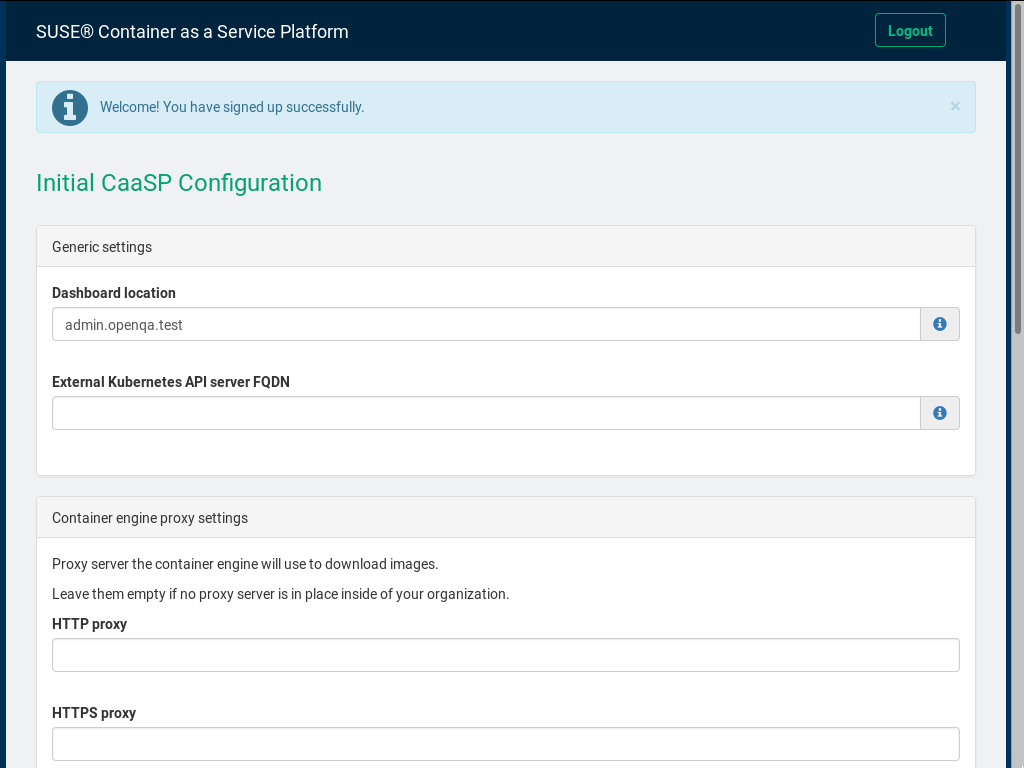 SUSE® Container as a Service Platform
Logout
Welcome! You have signed up successfully.
×
Initial CaaSP Configuration
Generic settings
Dashboard location
admin.openqa.test
External Kubernetes API server FQDN
Container engine proxy settings
Proxy server the container engine will use to download images.
Leave them empty if no proxy server is in place inside of your organization.
HTTP proxy
HTTPS proxy